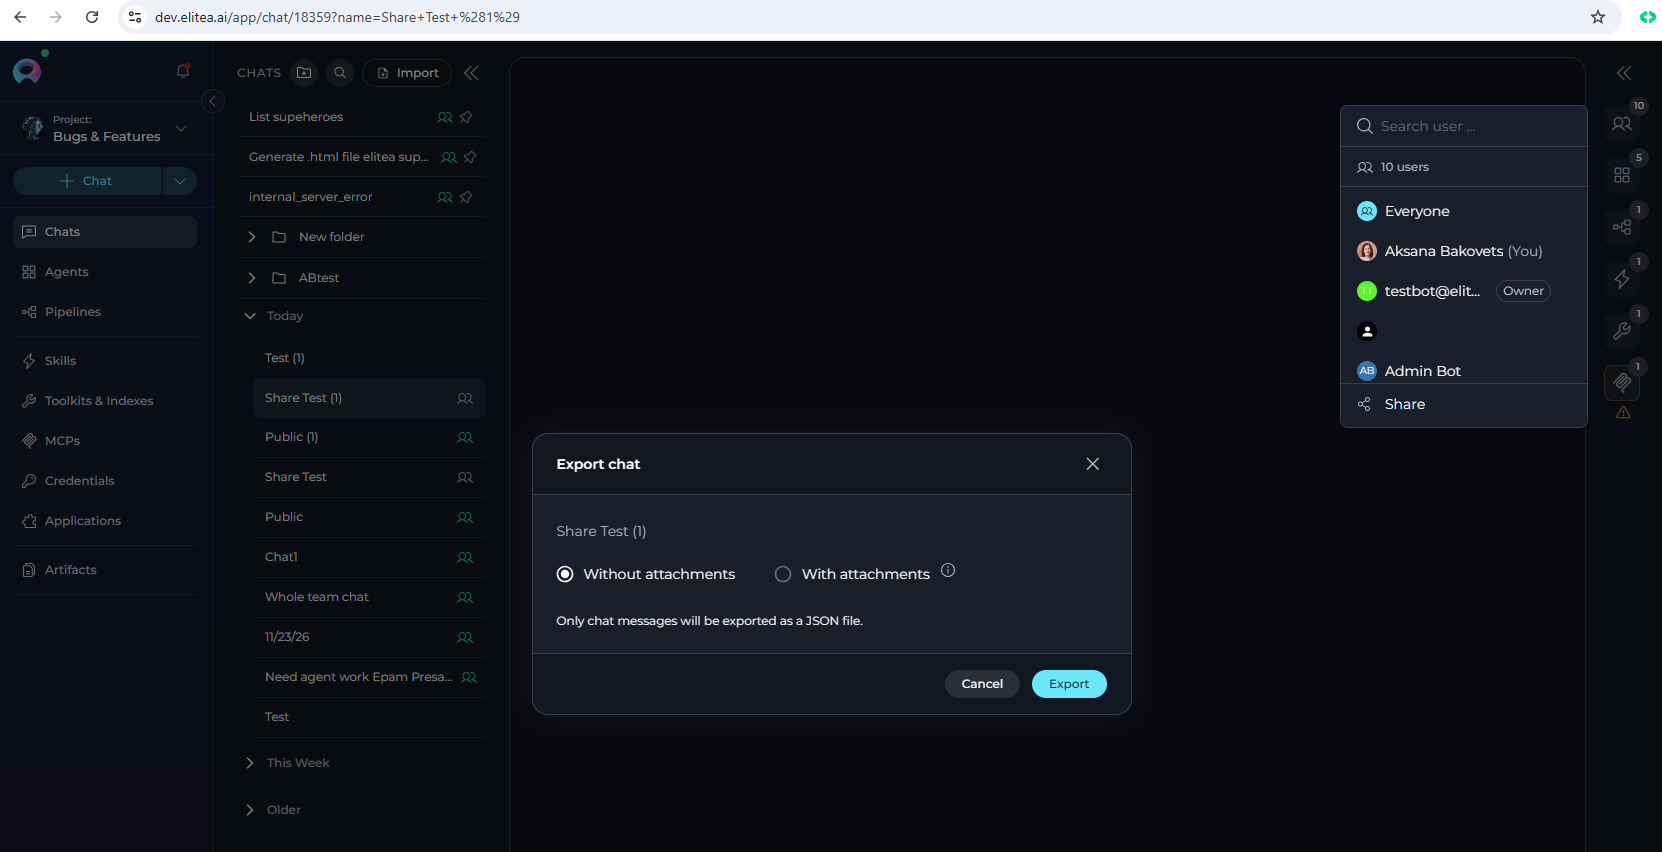 dev.elitea.ai/app/chat/18359?name=Share+Test+%281%29
Project:
Bugs & Features
Chat
Chats
Agents
Pipelines
Skills
Toolkits & Indexes
MCPs
Credentials
Applications
Artifacts
CHATS
Import
List supeheroes
Generate .html file elitea sup...
internal_server_error
New folder
ABtest
Today
Test (1)
Share Test (1)
Public (1)
Share Test
Public
Chat1
Whole team chat
11/23/26
Need agent work Epam Presa...
Test
This Week
Older
Export chat
Share Test (1)
Without attachments
With attachments
Only chat messages will be exported as a JSON file.
Cancel
Export
Search user ...
10 users
Everyone
Aksana Bakovets (You)
TT testbot@elit... Owner
AB Admin Bot
Share
10
5
1
1
1
1